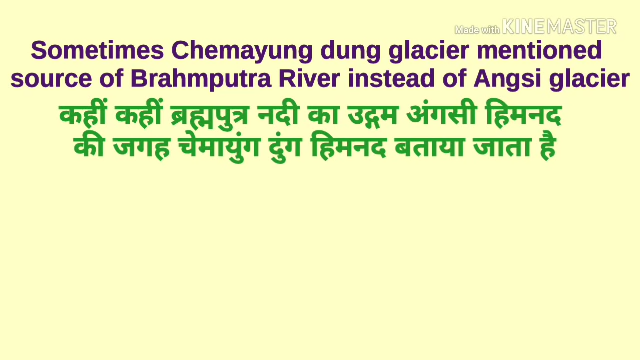 Made with KINEMASTER
Sometimes Chemayung dung glacier mentioned
source of Brahmputra River instead of Angsi glacier
कहीं कहीं ब्रह्मपुत्र नदी का उद्गम अंगसी हिमनद
की जगह चेमायुंग दुंग हिमनद बताया जाता है